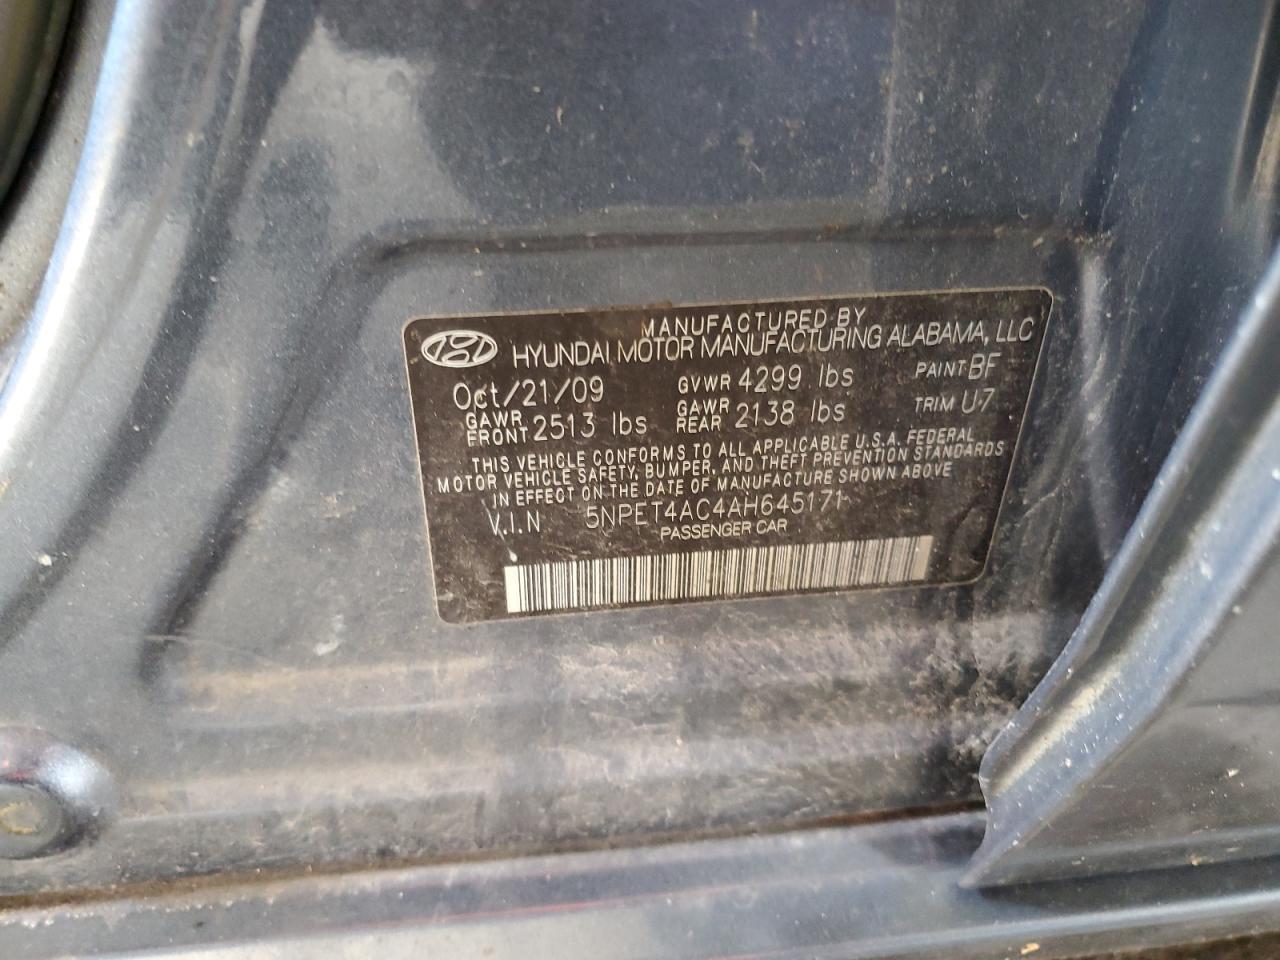 MANUFACTURED BY
HYUNDAI MOTOR MANUFACTURING ALABAMA, LLC
Oct/21/09 GVWR 4299 lbs PAINT BF
GAWR FRONT 2513 lbs GAWR REAR 2138 lbs TRIM U-7
THIS VEHICLE CONFORMS TO ALL APPLICABLE U.S.A. FEDERAL
MOTOR VEHICLE SAFETY, BUMPER, AND THEFT PREVENTION STANDARDS
IN EFFECT ON THE DATE OF MANUFACTURE SHOWN ABOVE
V.I.N 5NPET4AC4AH645171
PASSENGER CAR